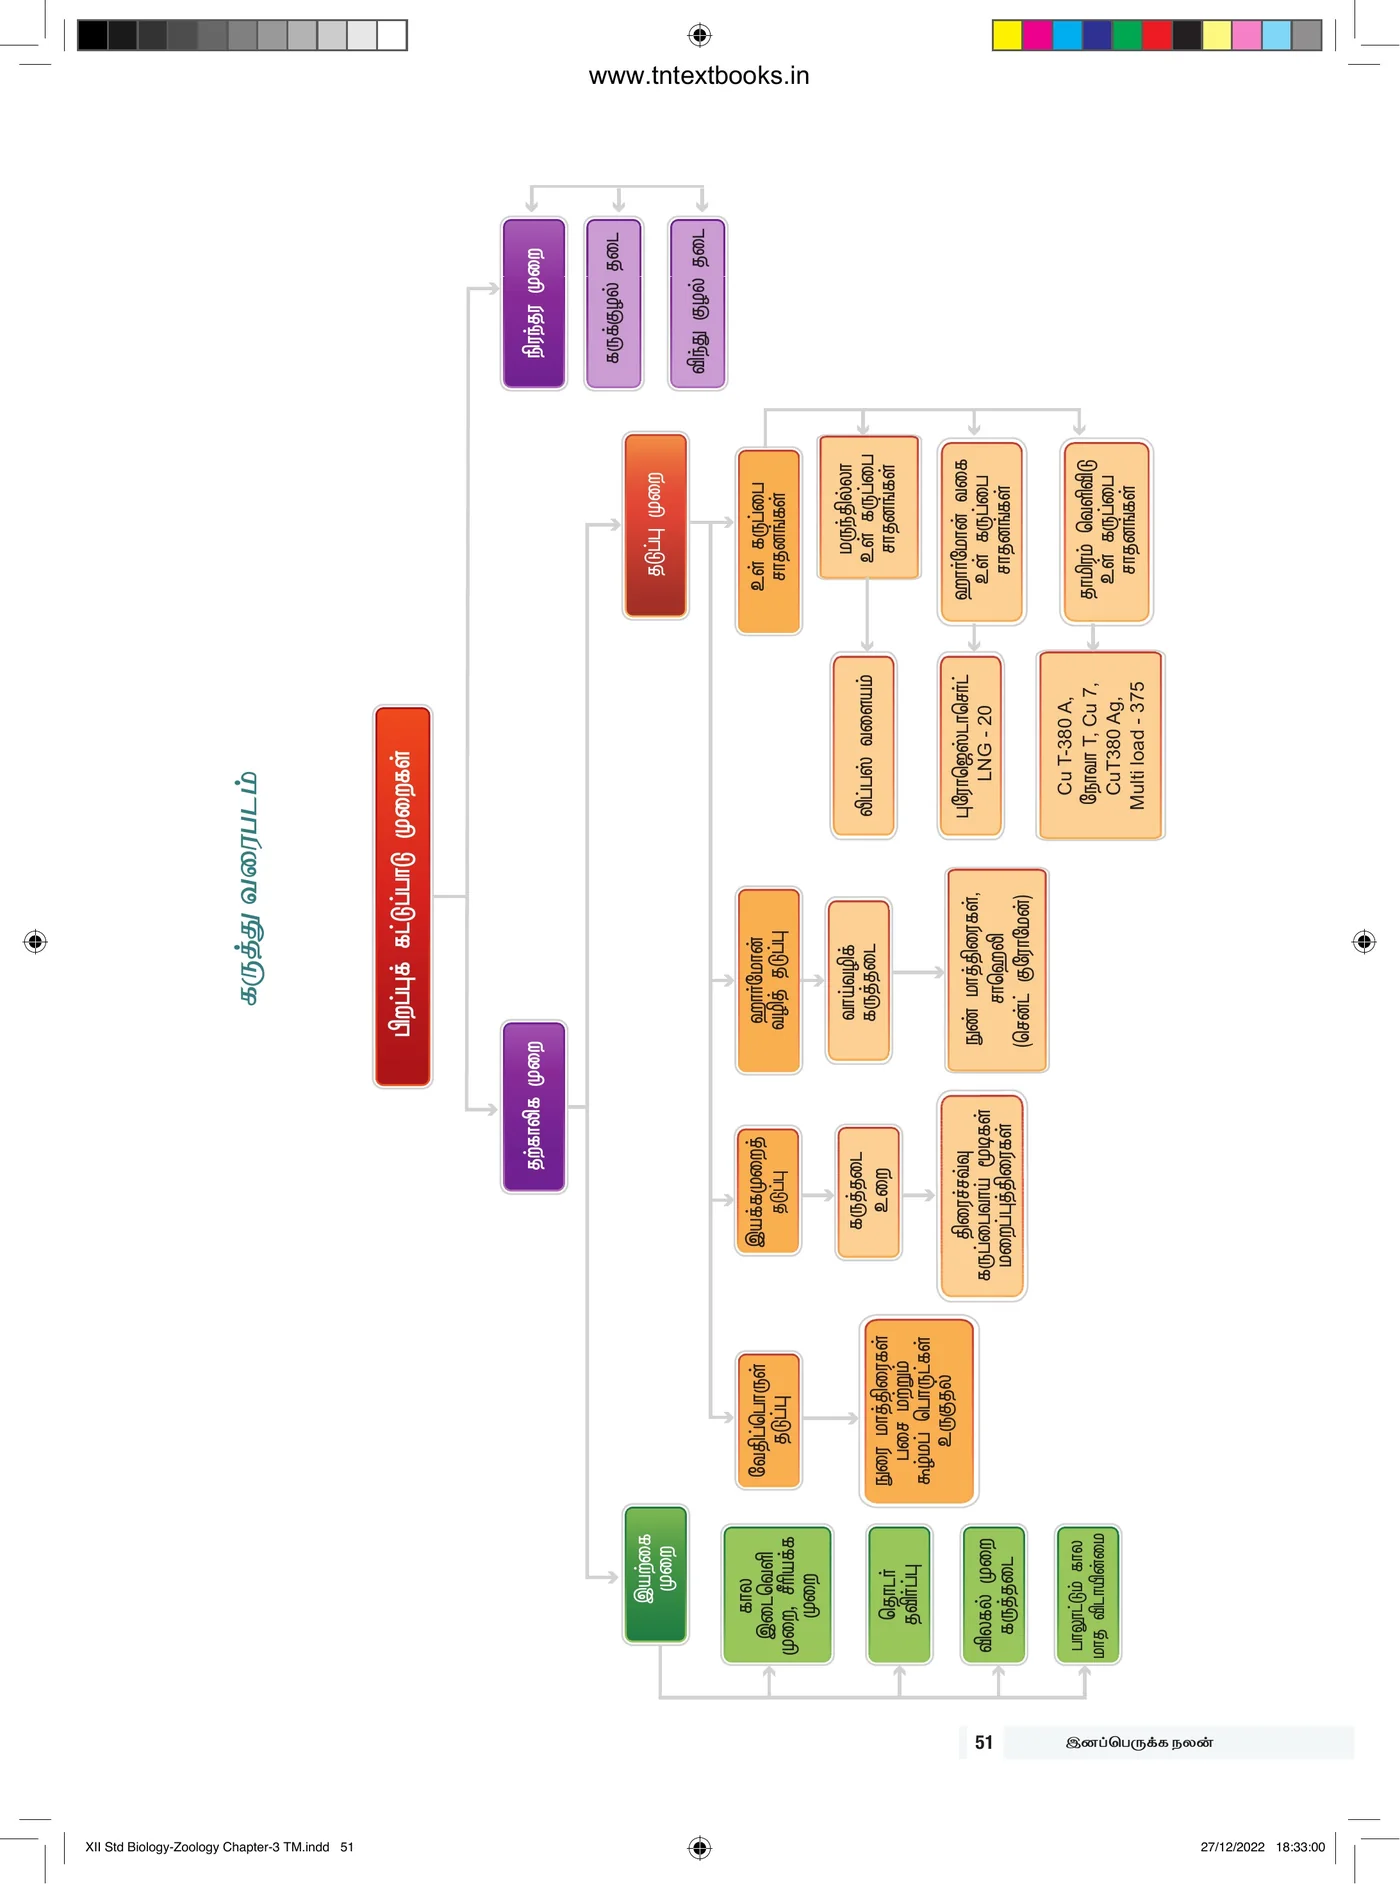 www.tntextbooks.in
கருத்து வரைபடம்
பிறப்புக் கட்டுப்பாடு முறைகள்
தற்காலிக முறை
நிரந்தர முறை
கருக்குழல் தடை
விந்து குழல் தடை
இயற்கை
முறை
தடுப்பு முறை
கால
இடைவெளி
முறை, சீரியக்க
முறை
தொடர்
தவிர்ப்பு
விலகல் முறை
கருத்தடை
பாலூட்டும் கால
மாத விடாயின்மை
வேதிப்பொருள்
தடுப்பு
நுரை மாத்திரைகள்
பசை மற்றும்
கூழ்மப் பொருட்கள்
உருகுதல்
இயக்கமுறைத்
தடுப்பு
கருத்தடை
உறை
திரைச்சவ்வு
கருப்பைவாய் மூடிகள்
மறைப்புத்திரைகள்
ஹார்மோன்
வழித் தடுப்பு
வாய்வழிக்
கருத்தடை
நுண் மாத்திரைகள்,
சாஹெலி
(சென்ட் குரோமேன்)
உள் கருப்பை
சாதனங்கள்
மருந்தில்லா
உள் கருப்பை
சாதனங்கள்
லிப்பஸ் வளையம்
ஹார்மோன் வகை
உள் கருப்பை
சாதனங்கள்
புரோஜெஸ்டாசெர்ட்
LNG - 20
தாமிரம் வெளிவிடு
உள் கருப்பை
சாதனங்கள்
Cu T-380 A,
நோவா T, Cu 7,
CuT380 Ag,
Multi load - 375
51 இனப்பெருக்க நலன்
XII Std Biology-Zoology Chapter-3 TM.indd 51
27/12/2022 18:33:00